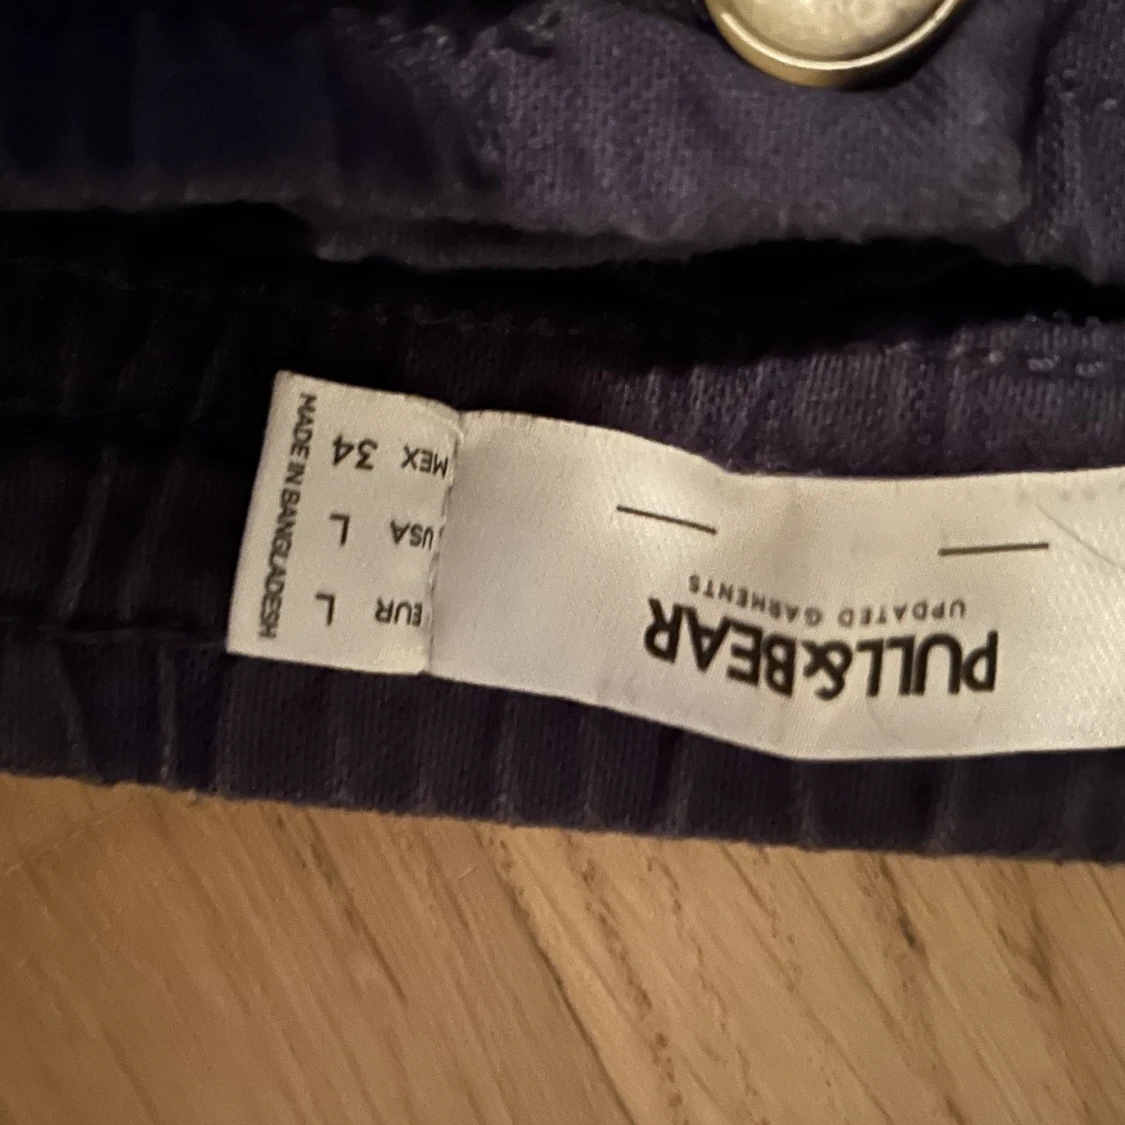 PULL&BEAR
UPDATED GARMENTS
EUR L
USA L
MEX 34
MADE IN BANGLADESH